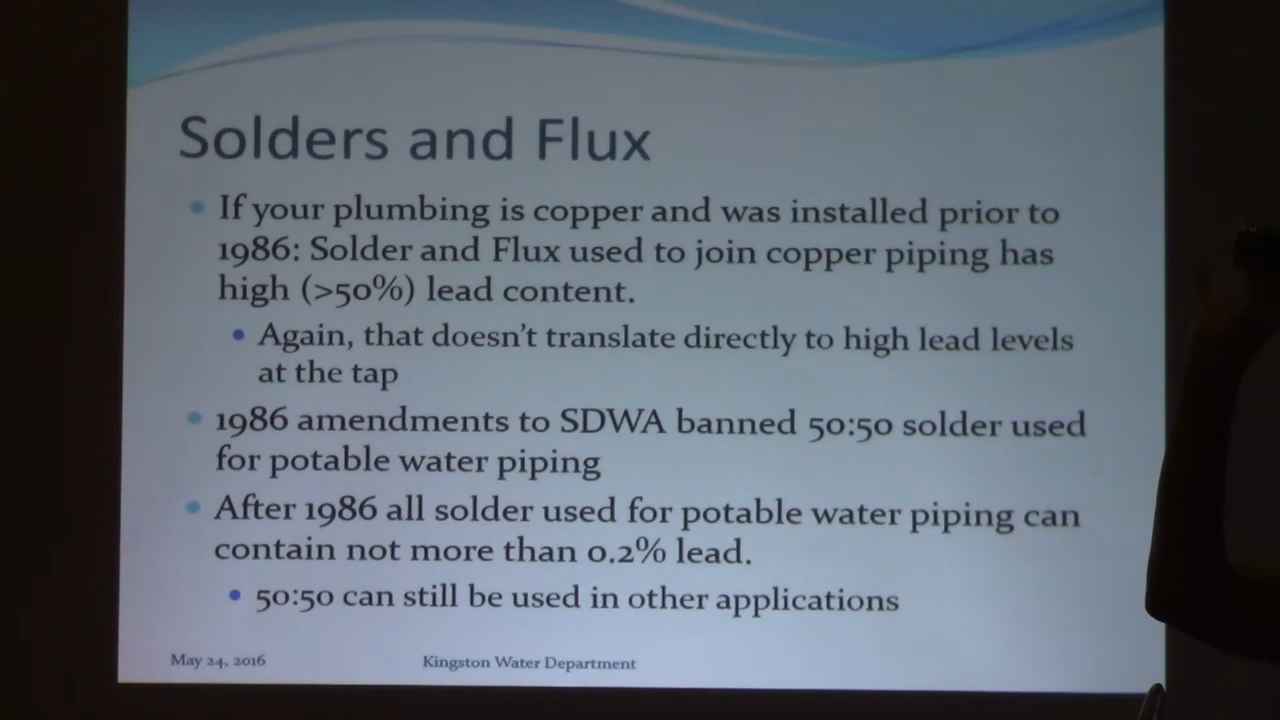 Solders and Flux
• If your plumbing is copper and was installed prior to
1986: Solder and Flux used to join copper piping has
high (>50%) lead content.
• Again, that doesn't translate directly to high lead levels
at the tap
• 1986 amendments to SDWA banned 50:50 solder used
for potable water piping
• After 1986 all solder used for potable water piping can
contain not more than 0.2% lead.
• 50:50 can still be used in other applications
May 24, 2016 Kingston Water Department